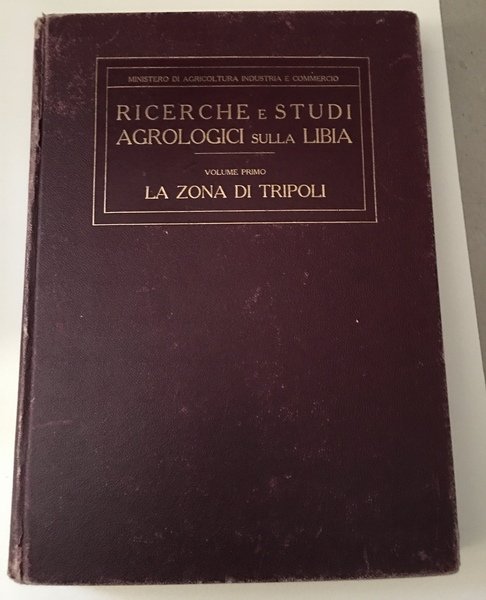 MINISTERO DI AGRICOLTURA INDUSTRIA E COMMERCIO
RICERCHE E STUDI
AGROLOGICI SULLA LIBIA
VOLUME PRIMO
LA ZONA DI TRIPOLI